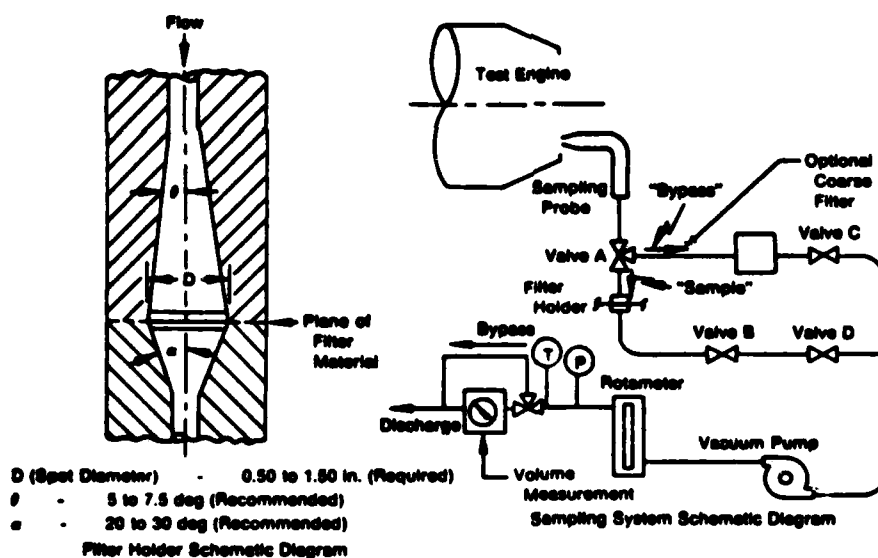 Flow
θ
D
α
Plane of
Filter
Material
D (Spot Diameter) - 0.50 to 1.50 in. (Required)
θ - 5 to 7.5 deg (Recommended)
α - 20 to 30 deg (Recommended)
Filter Holder Schematic Diagram
Test Engine
Sampling
Probe
"Bypass"
Optional
Coarse
Filter
Valve A
Valve C
Filter
Holder
"Sample"
Valve B
Valve D
Bypass
T
P
Rotameter
Discharge
Vacuum Pump
Volume
Measurement
Sampling System Schematic Diagram